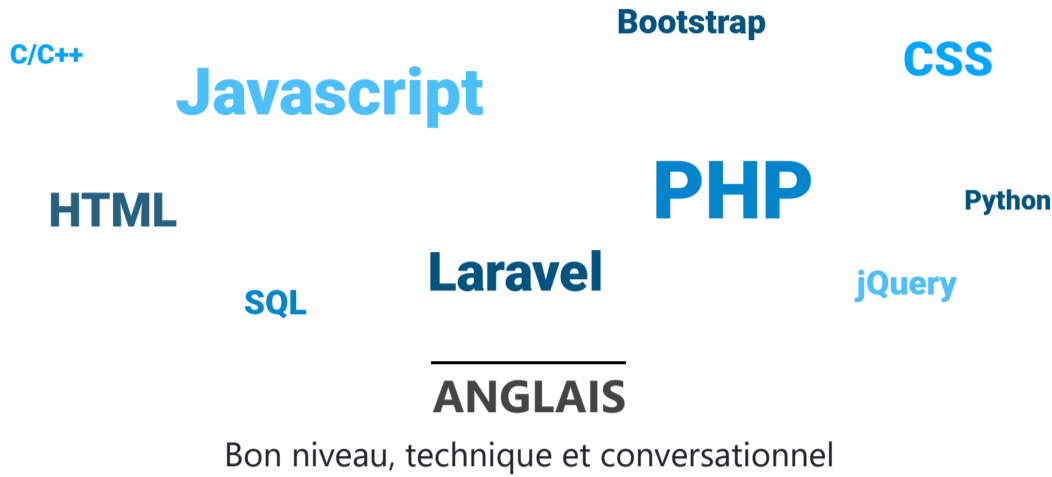 Bootstrap
C/C++
CSS
Javascript
PHP
HTML
Python
Laravel
jQuery
SQL
ANGLAIS
Bon niveau, technique et conversationnel